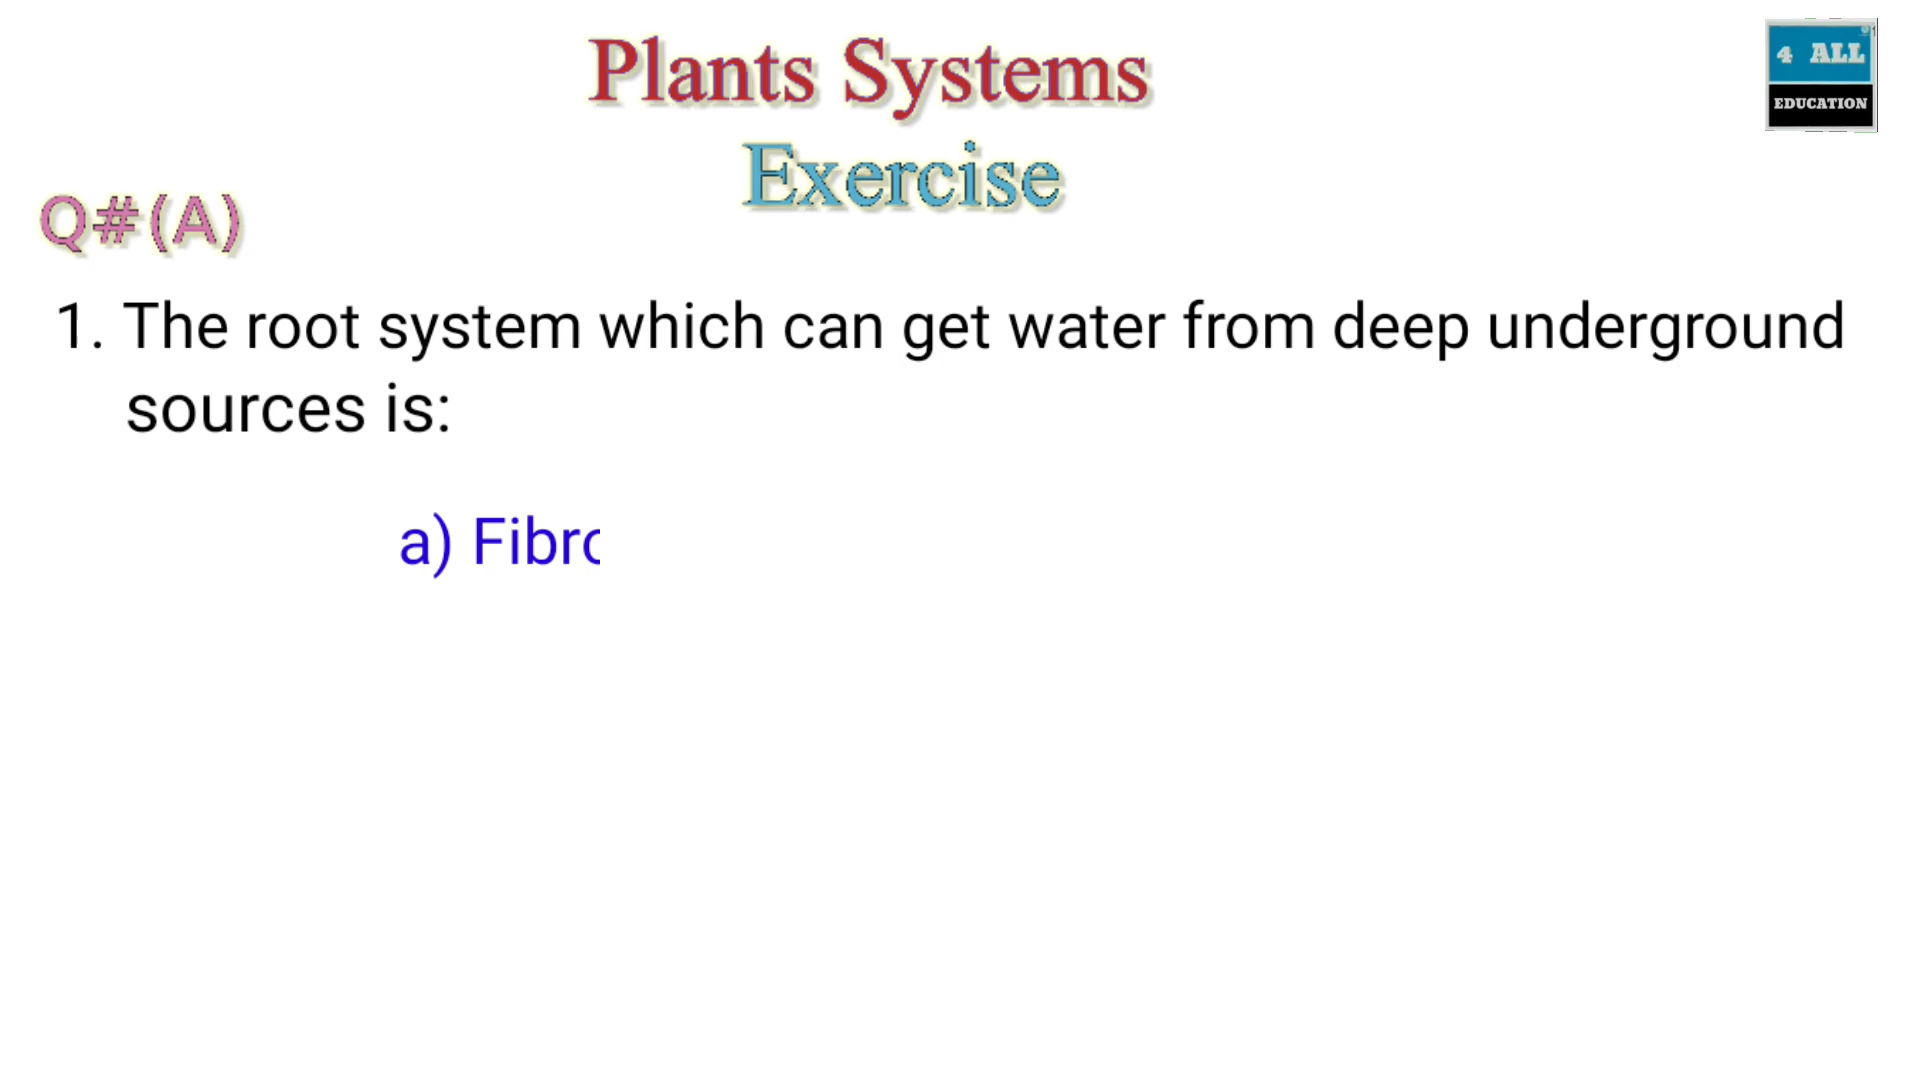 Plants Systems
4 ALL
EDUCATION
Exercise
Q#(A)
1. The root system which can get water from deep underground
sources is:
a)